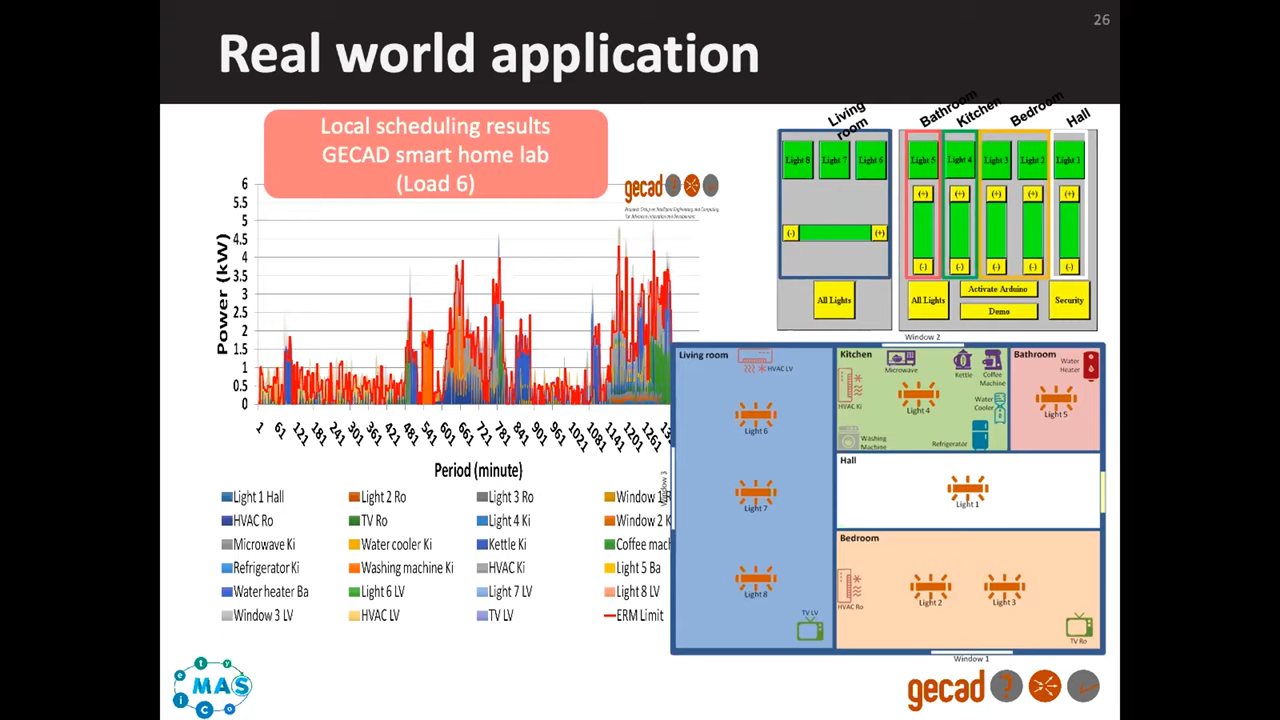 26
Real world application
Local scheduling results
GECAD smart home lab
(Load 6)
gecad
6
5.5
5
4.5
4
3.5
3
2.5
2
1.5
1
0.5
0
Power (kW)
1 61 121 181 241 301 361 421 481 541 601 661 721 781 841 901 961 1021 1081 1141 1201 1261
Period (minute)
Light 1 Hall Light 2 Ro Light 3 Ro Window 1
HVAC Ro TV Ro Light 4 Ki Window 2 K
Microwave Ki Water cooler Ki Kettle Ki Coffee mach
Refrigerator Ki Washing machine Ki HVAC Ki Light 5 Ba
Water heater Ba Light 6 LV Light 7 LV Light 8 LV
Window 3 LV HVAC LV TV LV ERM Limit
Living room Bathroom Kitchen Bedroom Hall
Light 8 Light 7 Light 6 Light 5 Light 4 Light 3 Light 2 Light 1
(+) (+) (+) (+) (+)
(-) (+)
(-) (-) (-) (-) (-)
All Lights All Lights Activate Arduino Security
Demo
Window 2
Living room
HVAC LV
Light 6
Light 7
Light 8
TV LV
Window 3
Kitchen
Microwave
Kettle
Coffee Machine
HVAC Ki
Light 4
Water Cooler
Washing Machine
Refrigerator
Bathroom
Water Heater
Light 5
Hall
Light 1
Bedroom
HVAC Ro
Light 2
Light 3
TV Ro
Window 1
e t y
MAS
i c o
gecad